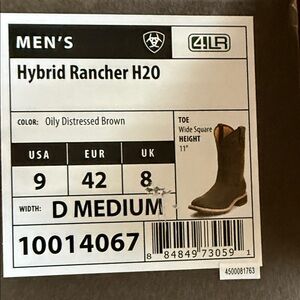 MEN'S
4LR
Hybrid Rancher H20
COLOR: Oily Distressed Brown
TOE
Wide Square
HEIGHT
11"
USA EUR UK
9 42 8
WIDTH: D MEDIUM
10014067
8 84849 73059 1
4500081763